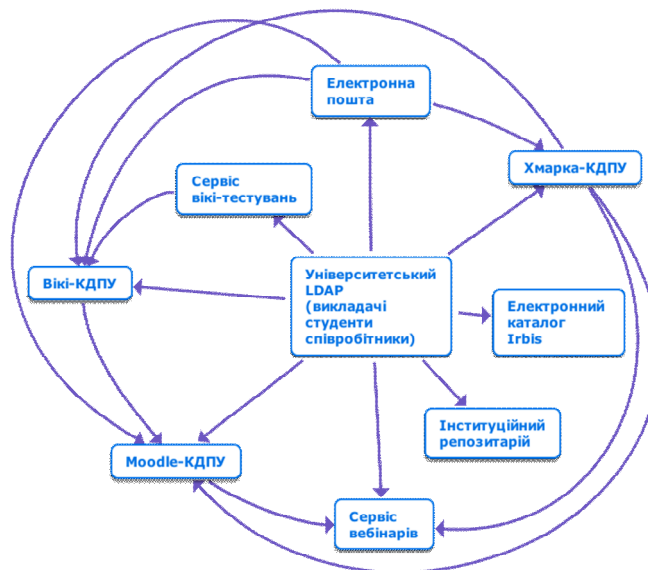 Електронна
пошта
Хмарка-КДПУ
Сервіс
вікі-тестувань
Університетський
LDAP
(викладачі
студенти
співробітники)
Вікі-КДПУ
Електронний
каталог
Irbis
Інституційний
репозитарій
Moodle-КДПУ
Сервіс
вебінарів